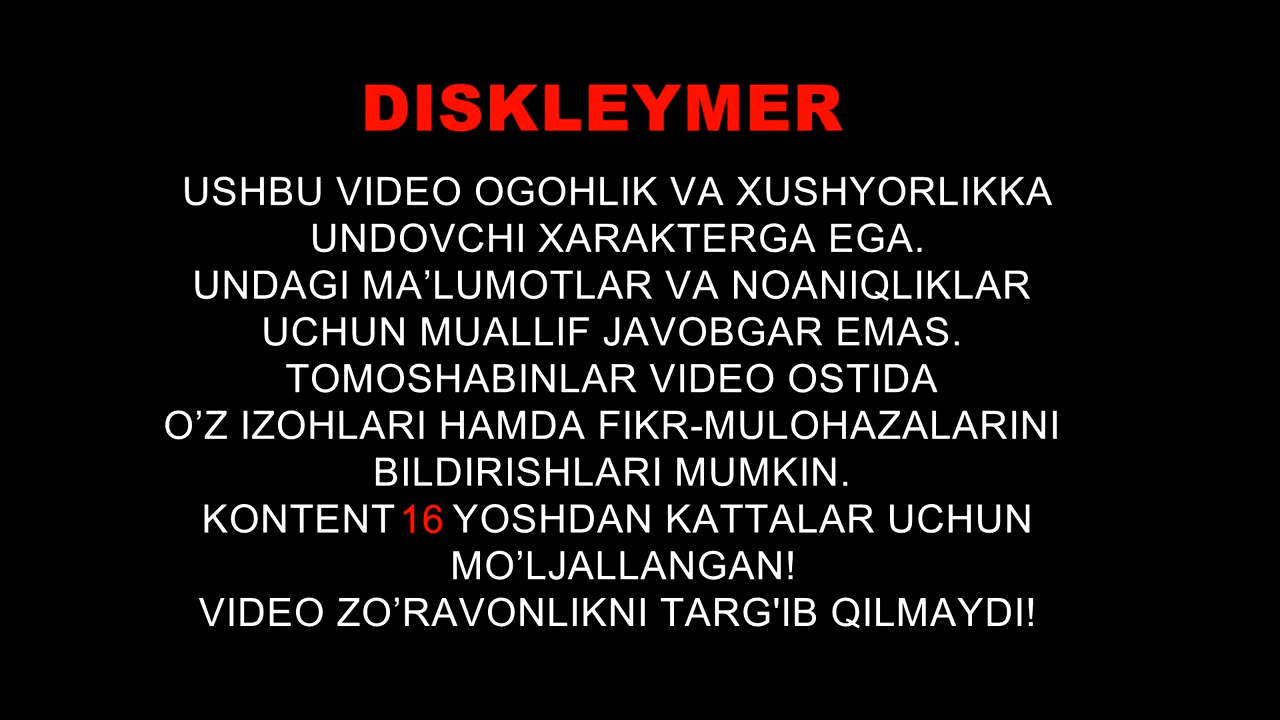 DISKLEYMER
USHBU VIDEO OGOHLIK VA XUSHYORLIKKA
UNDOVCHI XARAKTERGA EGA.
UNDAGI MA’LUMOTLAR VA NOANIQLIKLAR
UCHUN MUALLIF JAVOBGAR EMAS.
TOMOSHABINLAR VIDEO OSTIDA
O’Z IZOHLARI HAMDA FIKR-MULOHAZALARINI
BILDIRISHLARI MUMKIN.
KONTENT 16 YOSHDAN KATTALAR UCHUN
MO’LJALLANGAN!
VIDEO ZO’RAVONLIKNI TARG'IB QILMAYDI!